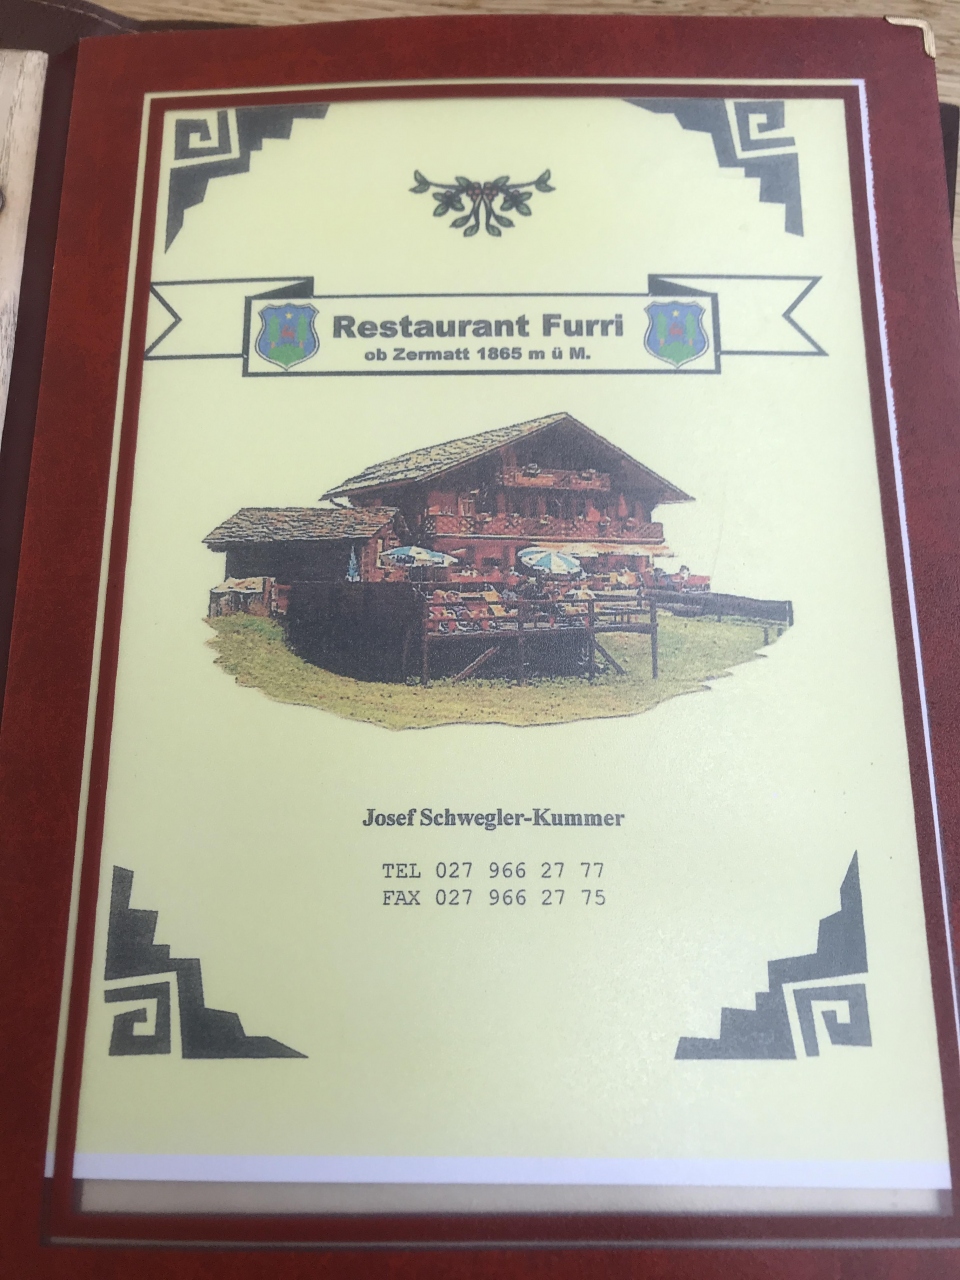 Restaurant Furri
ob Zermatt 1865 m ü M.
Josef Schwegler-Kummer
TEL 027 966 27 77
FAX 027 966 27 75